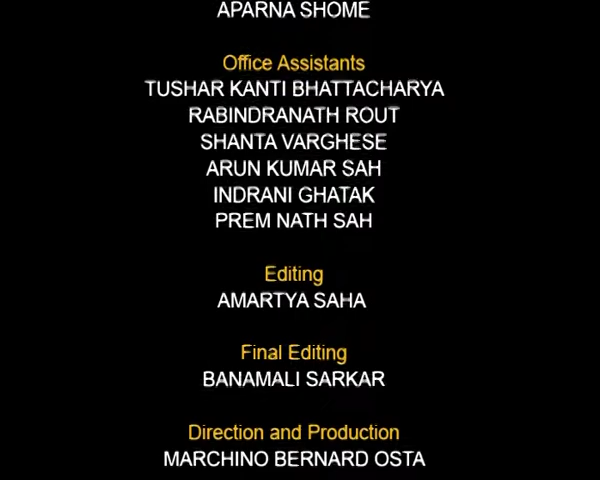 APARNA SHOME
Office Assistants
TUSHAR KANTI BHATTACHARYA
RABINDRANATH ROUT
SHANTA VARGHESE
ARUN KUMAR SAH
INDRANI GHATAK
PREM NATH SAH
Editing
AMARTYA SAHA
Final Editing
BANAMALI SARKAR
Direction and Production
MARCHINO BERNARD OSTA